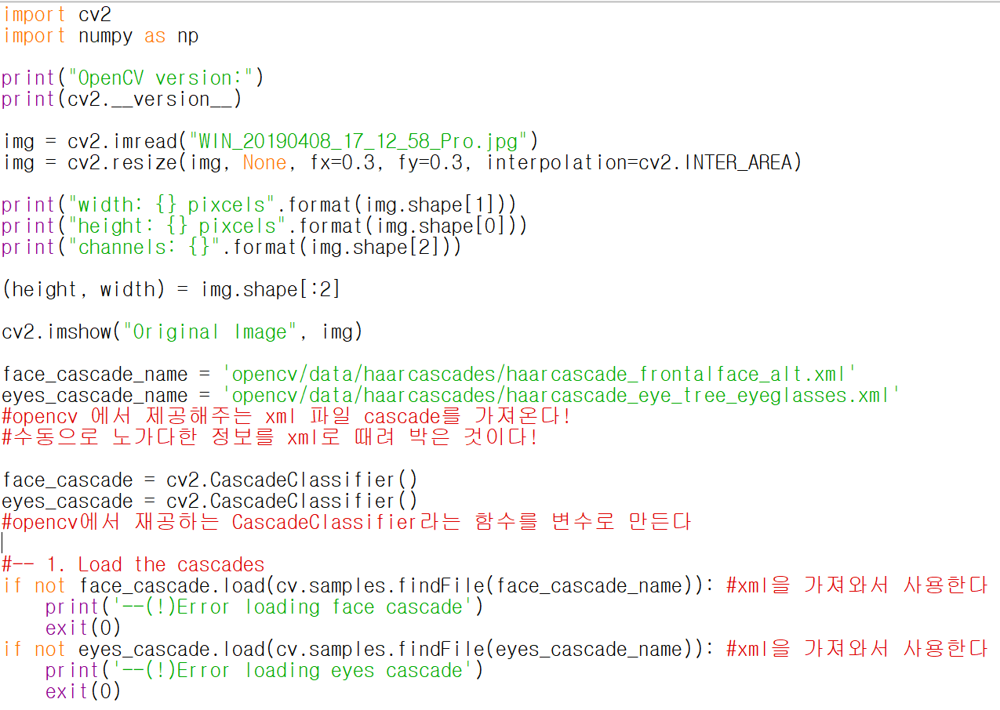 import cv2
import numpy as np
print("OpenCV version:")
print(cv2.__version__)
img = cv2.imread("WIN_20190408_17_12_58_Pro.jpg")
img = cv2.resize(img, None, fx=0.3, fy=0.3, interpolation=cv2.INTER_AREA)
print("width: {} pixcels".format(img.shape[1]))
print("height: {} pixcels".format(img.shape[0]))
print("channels: {}".format(img.shape[2]))
(height, width) = img.shape[:2]
cv2.imshow("Original Image", img)
face_cascade_name = 'opencv/data/haarcascades/haarcascade_frontalface_alt.xml'
eyes_cascade_name = 'opencv/data/haarcascades/haarcascade_eye_tree_eyeglasses.xml'
#opencv 에서 제공해주는 xml 파일 cascade를 가져온다!
#수동으로 노가다한 정보를 xml로 때려 박은 것이다!
face_cascade = cv2.CascadeClassifier()
eyes_cascade = cv2.CascadeClassifier()
#opencv에서 재공하는 CascadeClassifier라는 함수를 변수로 만든다
#-- 1. Load the cascades
if not face_cascade.load(cv.samples.findFile(face_cascade_name)): #xml을 가져와서 사용한다
    print('--(!)Error loading face cascade')
    exit(0)
if not eyes_cascade.load(cv.samples.findFile(eyes_cascade_name)): #xml을 가져와서 사용한다
    print('--(!)Error loading eyes cascade')
    exit(0)